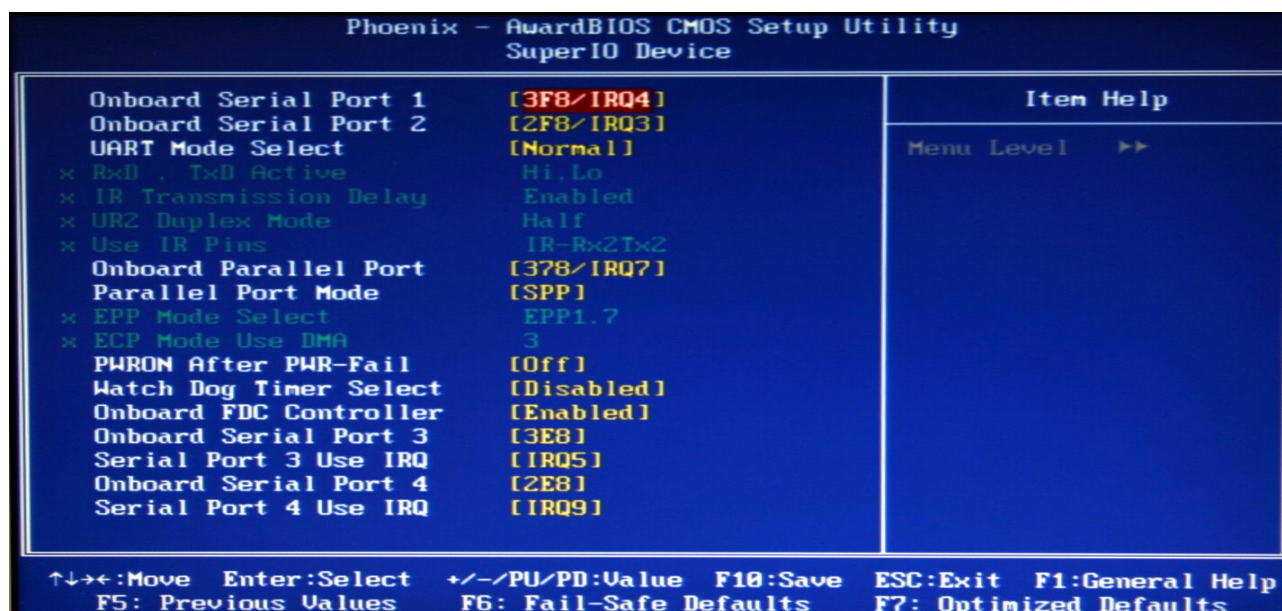 Phoenix - AwardBIOS CMOS Setup Utility
SuperIO Device
Onboard Serial Port 1 [3F8/IRQ4]
Onboard Serial Port 2 [2F8/IRQ3]
UART Mode Select [Normal]
x RxD , TxD Active Hi,Lo
x IR Transmission Delay Enabled
x UR2 Duplex Mode Half
x Use IR Pins IR-Rx2Tx2
Onboard Parallel Port [378/IRQ7]
Parallel Port Mode [SPP]
x EPP Mode Select EPP1.7
x ECP Mode Use DMA 3
PWRON After PWR-Fail [Off]
Watch Dog Timer Select [Disabled]
Onboard FDC Controller [Enabled]
Onboard Serial Port 3 [3E8]
Serial Port 3 Use IRQ [IRQ5]
Onboard Serial Port 4 [2E8]
Serial Port 4 Use IRQ [IRQ9]
Item Help
Menu Level ►►
↑↓→←:Move Enter:Select +/-/PU/PD:Value F10:Save ESC:Exit F1:General Help
F5: Previous Values F6: Fail-Safe Defaults F7: Optimized Defaults